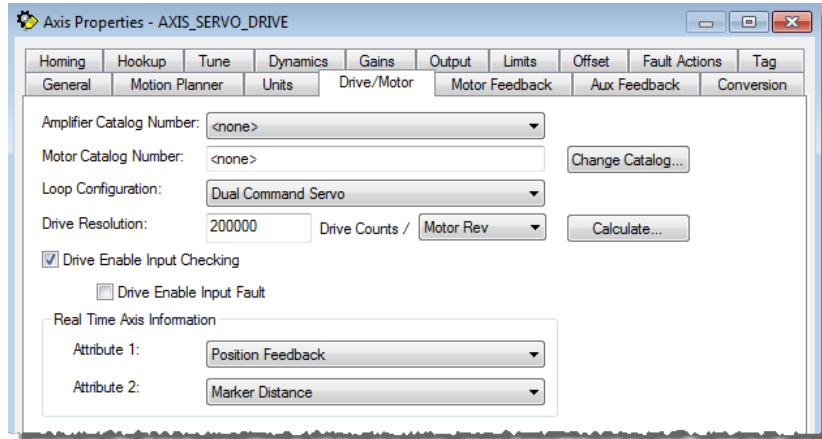 Axis Properties - AXIS_SERVO_DRIVE
Homing Hookup Tune Dynamics Gains Output Limits Offset Fault Actions Tag
General Motion Planner Units Drive/Motor Motor Feedback Aux Feedback Conversion
Amplifier Catalog Number: <none>
Motor Catalog Number: <none> Change Catalog...
Loop Configuration: Dual Command Servo
Drive Resolution: 200000 Drive Counts / Motor Rev Calculate...
Drive Enable Input Checking
Drive Enable Input Fault
Real Time Axis Information
Attribute 1: Position Feedback
Attribute 2: Marker Distance